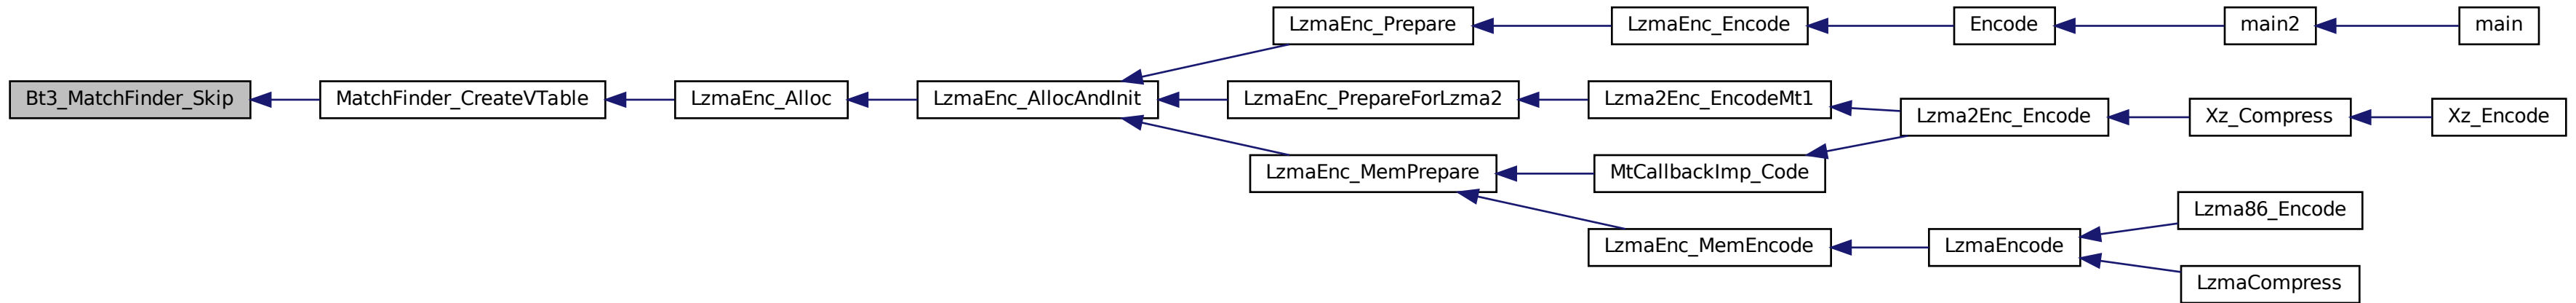 LzmaEnc_Prepare
LzmaEnc_Encode
Encode
main2
main
Bt3_MatchFinder_Skip
MatchFinder_CreateVTable
LzmaEnc_Alloc
LzmaEnc_AllocAndInit
LzmaEnc_PrepareForLzma2
Lzma2Enc_EncodeMt1
Lzma2Enc_Encode
Xz_Compress
Xz_Encode
LzmaEnc_MemPrepare
MtCallbackImp_Code
Lzma86_Encode
LzmaEnc_MemEncode
LzmaEncode
LzmaCompress